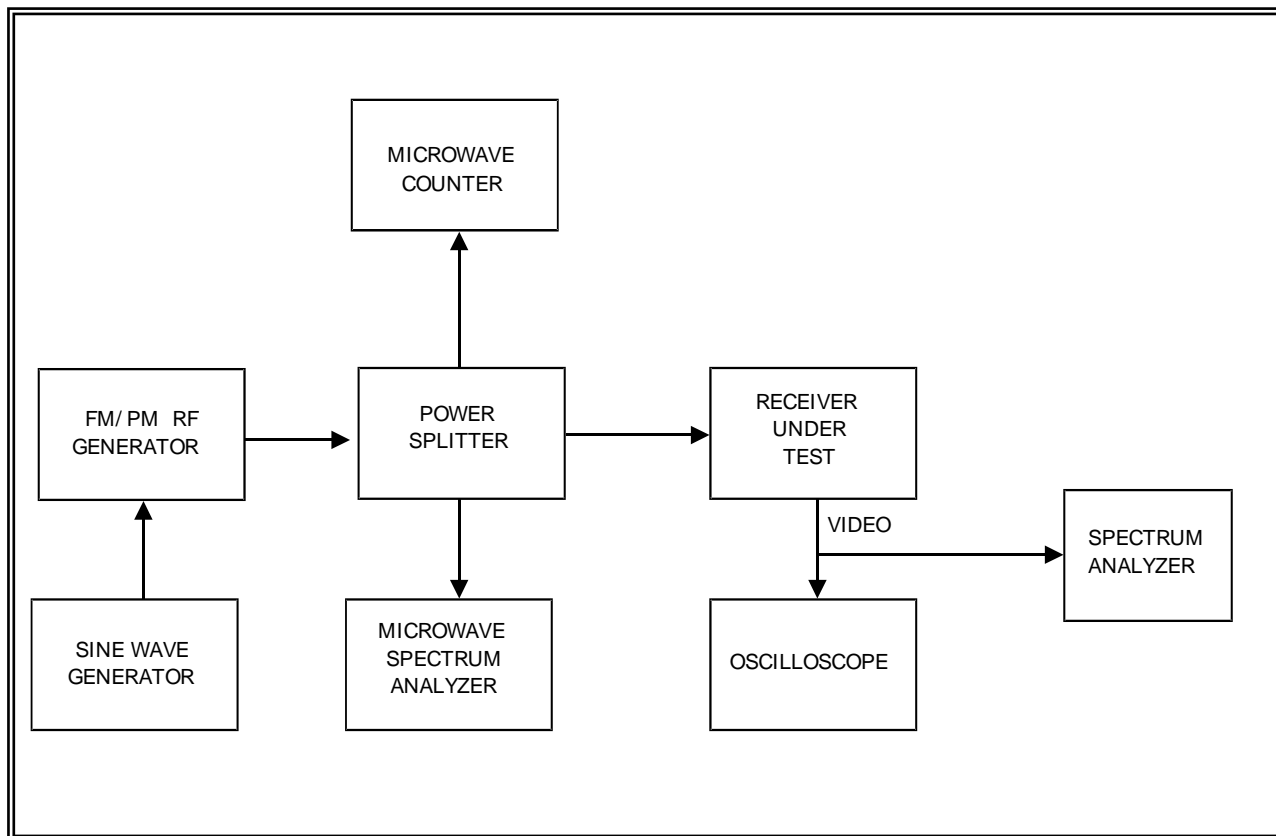 MICROWAVE
COUNTER
FM/ PM RF
GENERATOR
POWER
SPLITTER
RECEIVER
UNDER
TEST
VIDEO
SPECTRUM
ANALYZER
SINE WAVE
GENERATOR
MICROWAVE
SPECTRUM
ANALYZER
OSCILLOSCOPE